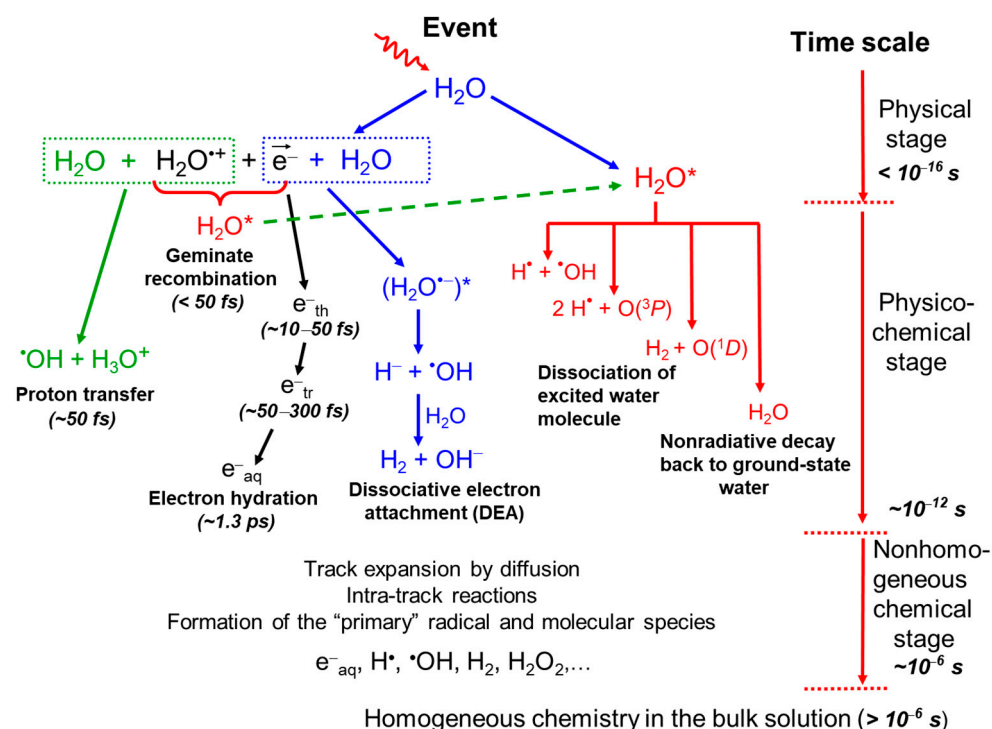 Event
Time scale
H₂O
Physical
stage
< 10⁻¹⁶ s
H₂O + H₂O•⁺ + e⁻ + H₂O
H₂O*
H₂O*
Geminate
recombination
(< 50 fs)
e⁻th
(~10–50 fs)
e⁻tr
(~50–300 fs)
e⁻aq
Electron hydration
(~1.3 ps)
•OH + H₃O⁺
Proton transfer
(~50 fs)
(H₂O•⁻)*
H⁻ + •OH
H₂O
H₂ + OH⁻
Dissociative electron
attachment (DEA)
H• + •OH
2 H• + O(³P)
H₂ + O(¹D)
H₂O
Dissociation of
excited water
molecule
Nonradiative decay
back to ground-state
water
Physico-
chemical
stage
~10⁻¹² s
Nonhomo-
geneous
chemical
stage
~10⁻⁶ s
Track expansion by diffusion
Intra-track reactions
Formation of the “primary” radical and molecular species
e⁻aq, H•, •OH, H₂, H₂O₂,…
Homogeneous chemistry in the bulk solution (> 10⁻⁶ s)